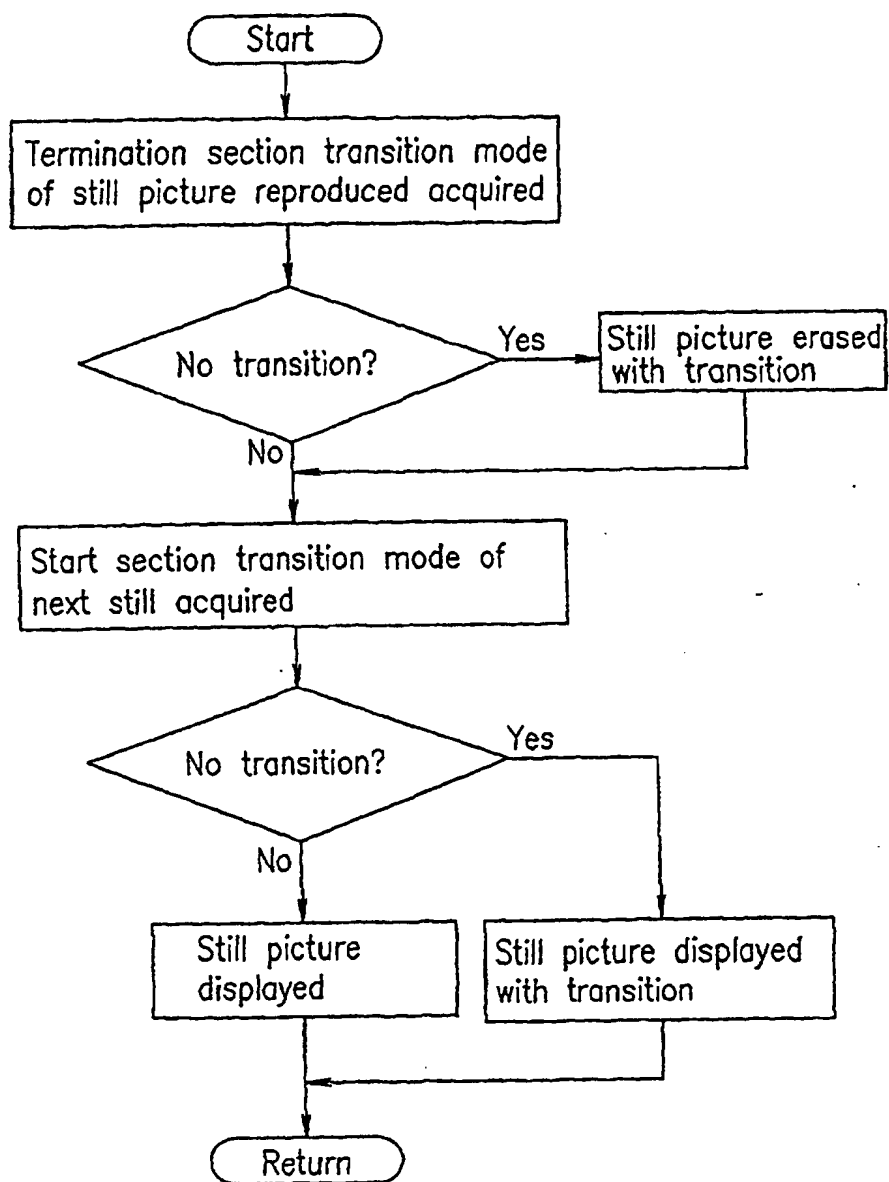 Start
Termination section transition mode
of still picture reproduced acquired
No transition?
Yes
Still picture erased
with transition
No
Start section transition mode of
next still acquired
No transition?
Yes
No
Still picture
displayed
Still picture displayed
with transition
Return